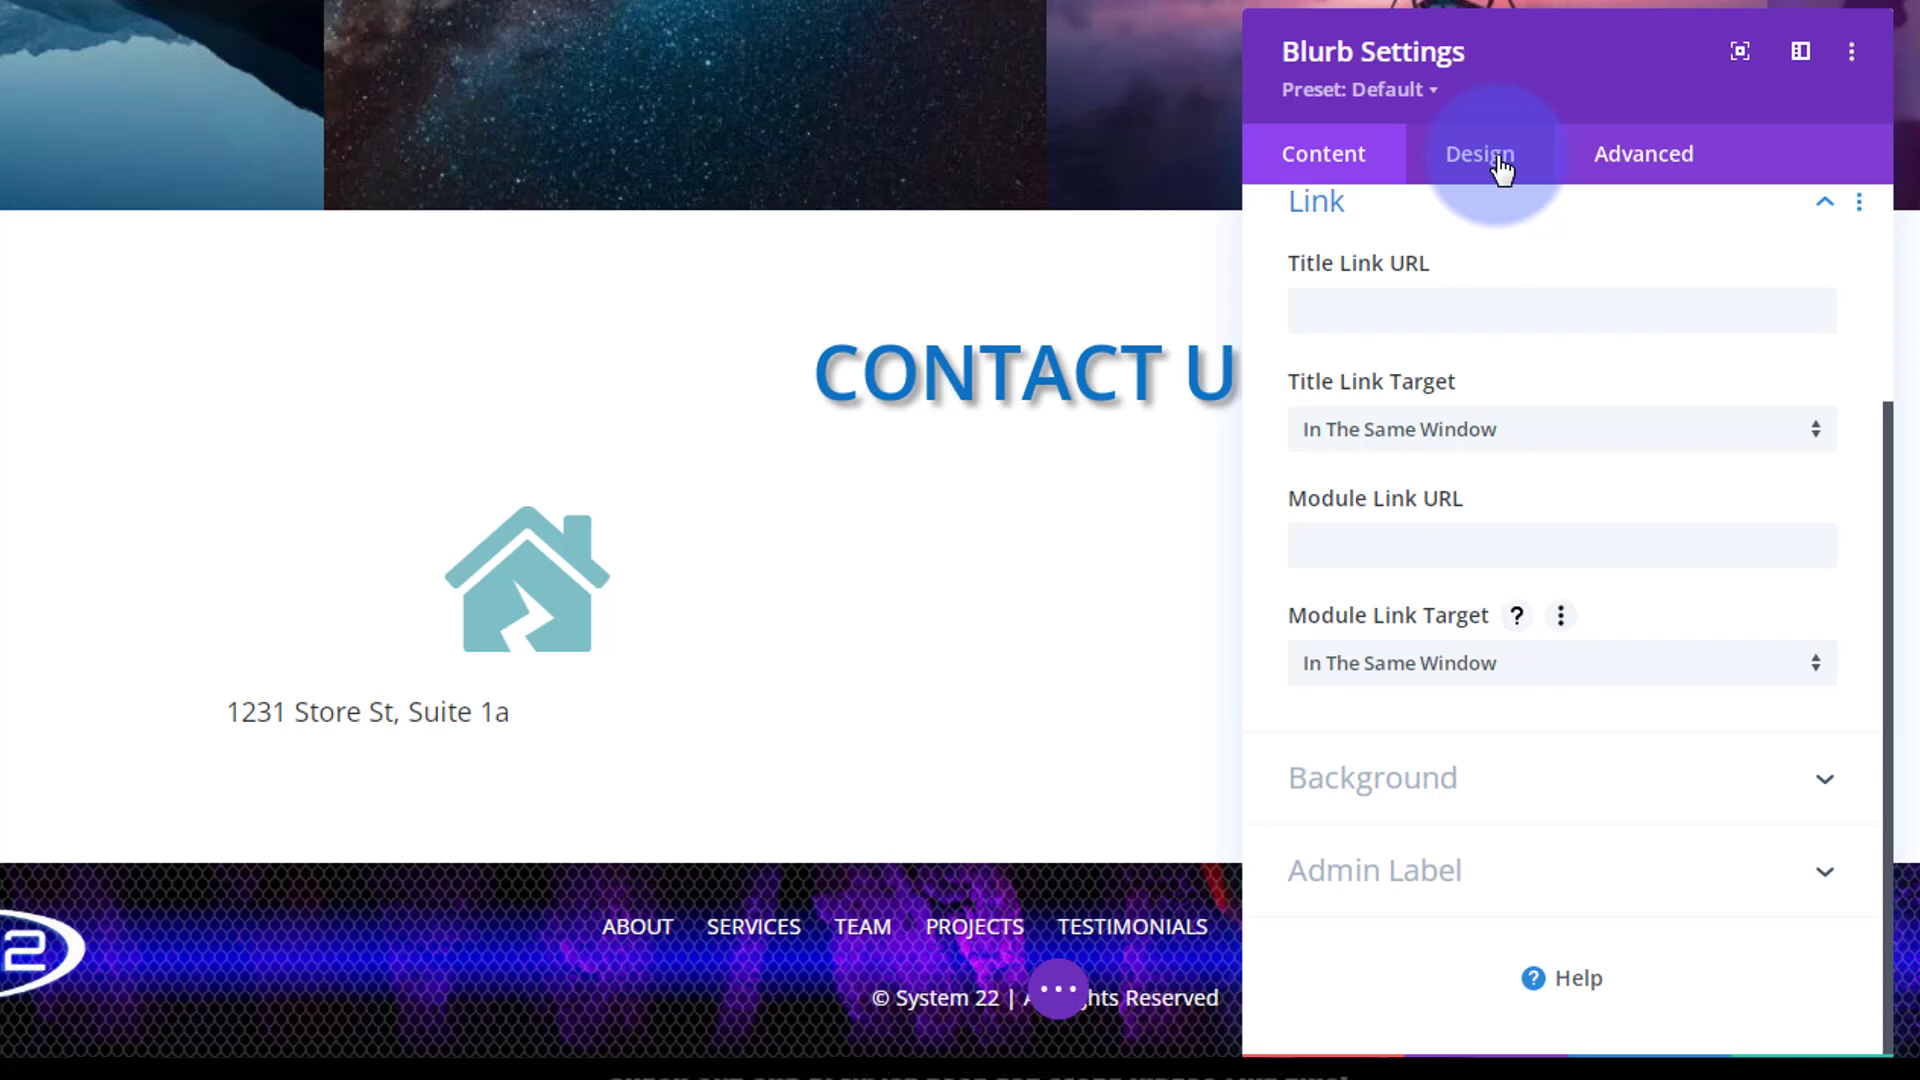 Blurb Settings
Preset: Default
Content
Design
Advanced
Link
Title Link URL
Title Link Target
In The Same Window
Module Link URL
Module Link Target ?
In The Same Window
Background
Admin Label
? Help
CONTACT U
1231 Store St, Suite 1a
2
ABOUT SERVICES TEAM PROJECTS TESTIMONIALS
© System 22 | A hts Reserved